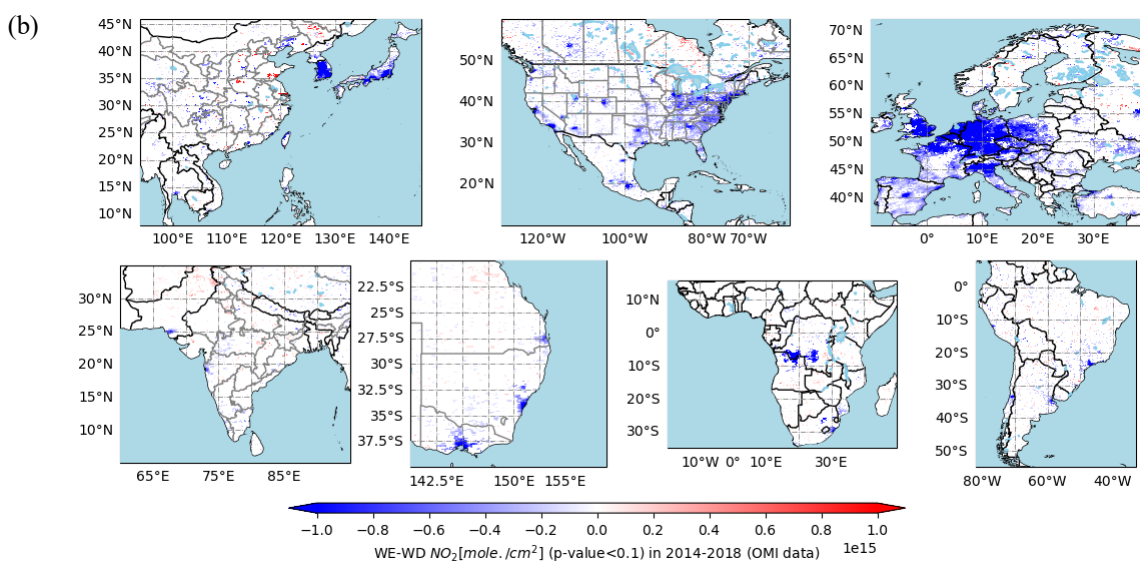 (b)
45°N
40°N
35°N
30°N
25°N
20°N
15°N
10°N
100°E 110°E 120°E 130°E 140°E
50°N
40°N
30°N
20°N
120°W 100°W 80°W 70°W
70°N
65°N
60°N
55°N
50°N
45°N
40°N
0° 10°E 20°E 30°E
30°N
25°N
20°N
15°N
10°N
65°E 75°E 85°E
22.5°S
25°S
27.5°S
30°S
32.5°S
35°S
37.5°S
142.5°E 150°E 155°E
10°N
0°
10°S
20°S
30°S
10°W 0° 10°E 30°E
0°
10°S
20°S
30°S
40°S
50°S
80°W 60°W 40°W
−1.0 −0.8 −0.6 −0.4 −0.2 0.0 0.2 0.4 0.6 0.8 1.0
1e15
WE-WD NO₂[mole./cm²] (p-value<0.1) in 2014-2018 (OMI data)